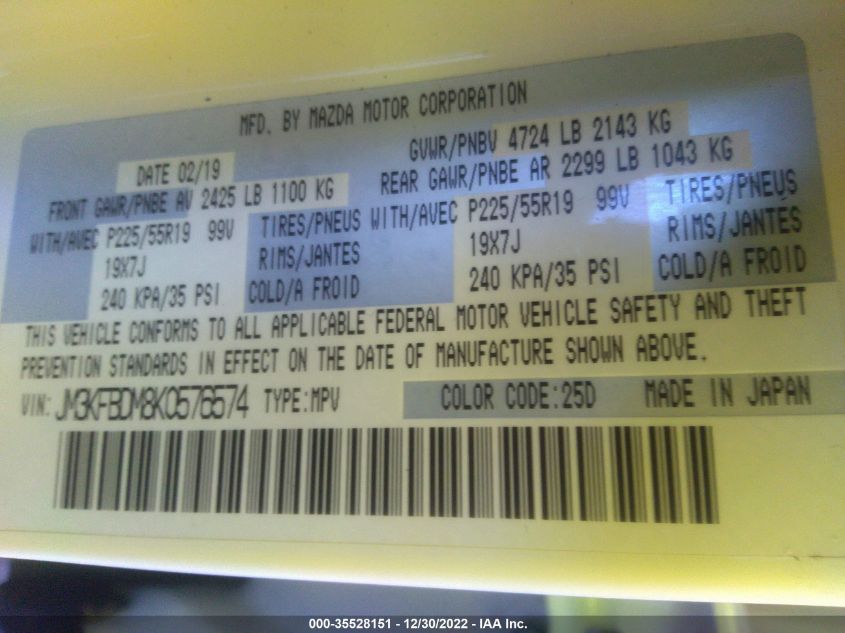 MFD. BY MAZDA MOTOR CORPORATION
DATE 02/19 GVWR/PNBV 4724 LB 2143 KG
FRONT GAWR/PNBE AV 2425 LB 1100 KG REAR GAWR/PNBE AR 2299 LB 1043 KG
WITH/AVEC P225/55R19 99V TIRES/PNEUS WITH/AVEC P225/55R19 99V TIRES/PNEUS
19X7J RIMS/JANTES 19X7J RIMS/JANTES
240 KPA/35 PSI COLD/A FROID 240 KPA/35 PSI COLD/A FROID
THIS VEHICLE CONFORMS TO ALL APPLICABLE FEDERAL MOTOR VEHICLE SAFETY AND THEFT
PREVENTION STANDARDS IN EFFECT ON THE DATE OF MANUFACTURE SHOWN ABOVE.
VIN: JM3KFBDM8K0576574 TYPE:MPV COLOR CODE:25D MADE IN JAPAN
000-35528151 - 12/30/2022 - IAA Inc.